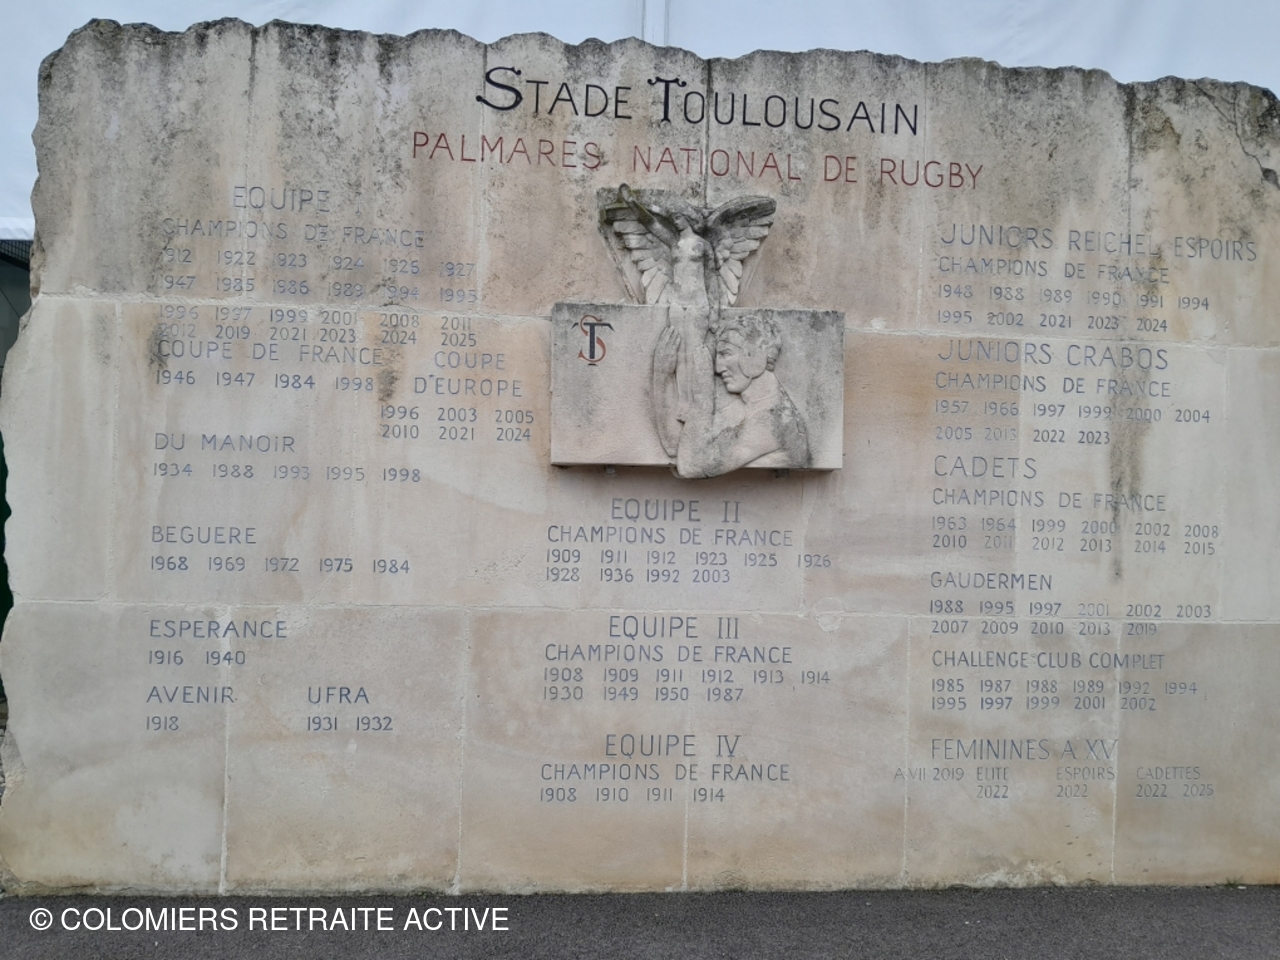 STADE TOULOUSAIN
PALMARES NATIONAL DE RUGBY
EQUIPE
CHAMPIONS DE FRANCE
1912 1922 1923 1924 1926 1927
1947 1985 1986 1989 1994 1995
1996 1997 1999 2001 2008 2011
2012 2019 2021 2023 2024 2025
COUPE DE FRANCE
1946 1947 1984 1998
COUPE
D'EUROPE
1996 2003 2005
2010 2021 2024
DU MANOIR
1934 1988 1993 1995 1998
BEGUERE
1968 1969 1972 1975 1984
ESPERANCE
1916 1940
AVENIR
1918
UFRA
1931 1932
ST
EQUIPE II
CHAMPIONS DE FRANCE
1909 1911 1912 1923 1925 1926
1928 1936 1992 2003
EQUIPE III
CHAMPIONS DE FRANCE
1908 1909 1911 1912 1913 1914
1930 1949 1950 1987
EQUIPE IV
CHAMPIONS DE FRANCE
1908 1910 1911 1914
JUNIORS REICHEL ESPOIRS
CHAMPIONS DE FRANCE
1948 1988 1989 1990 1991 1994
1995 2002 2021 2023 2024
JUNIORS CRABOS
CHAMPIONS DE FRANCE
1957 1966 1997 1999 2000 2004
2005 2013 2022 2023
CADETS
CHAMPIONS DE FRANCE
1963 1964 1999 2000 2002 2008
2010 2011 2012 2013 2014 2015
GAUDERMEN
1988 1995 1997 2001 2002 2003
2007 2009 2010 2013 2019
CHALLENGE CLUB COMPLET
1985 1987 1988 1989 1992 1994
1995 1997 1999 2001 2002
FEMININES A XV
A VII 2019 ELITE ESPOIRS CADETTES
2022 2022 2022 2025
© COLOMIERS RETRAITE ACTIVE